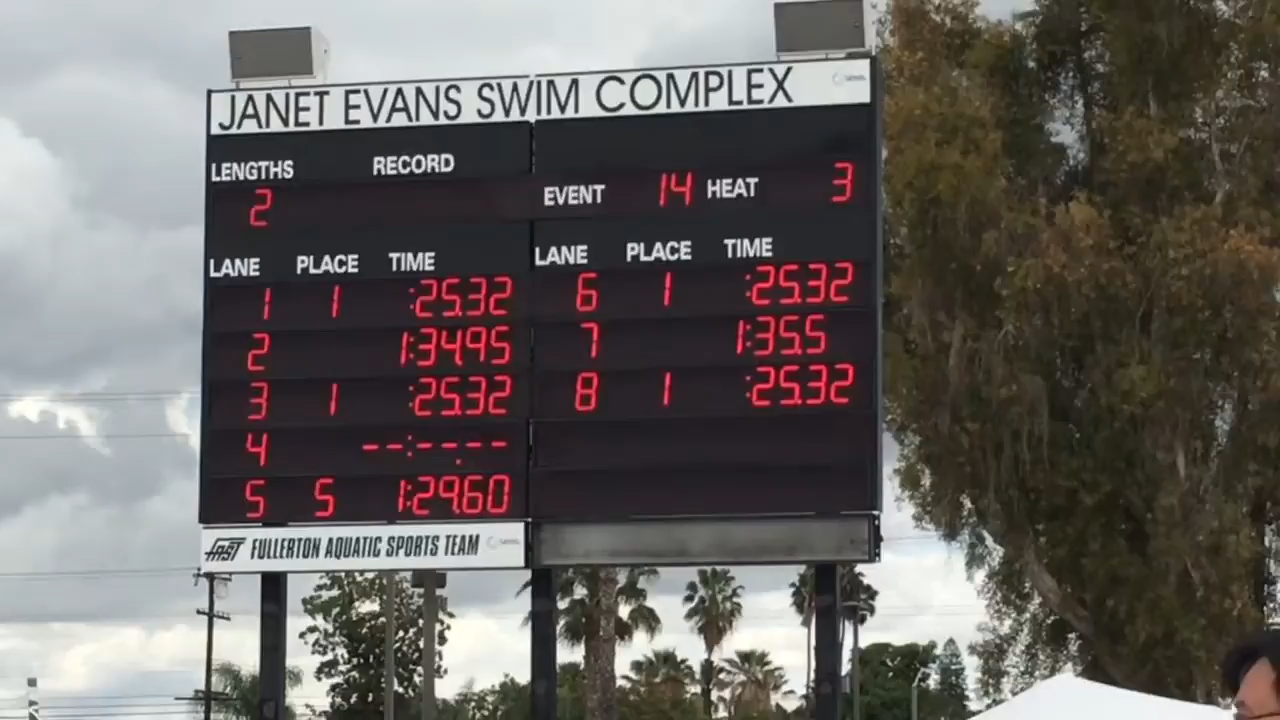 JANET EVANS SWIM COMPLEX
LENGTHS RECORD
2
EVENT 14 HEAT 3
LANE PLACE TIME
1 1 :25.32
2 1:34.95
3 1 :25.32
4 --:--.--
5 5 1:29.60
LANE PLACE TIME
6 1 :25.32
7 1:35.5
8 1 :25.32
FAST FULLERTON AQUATIC SPORTS TEAM